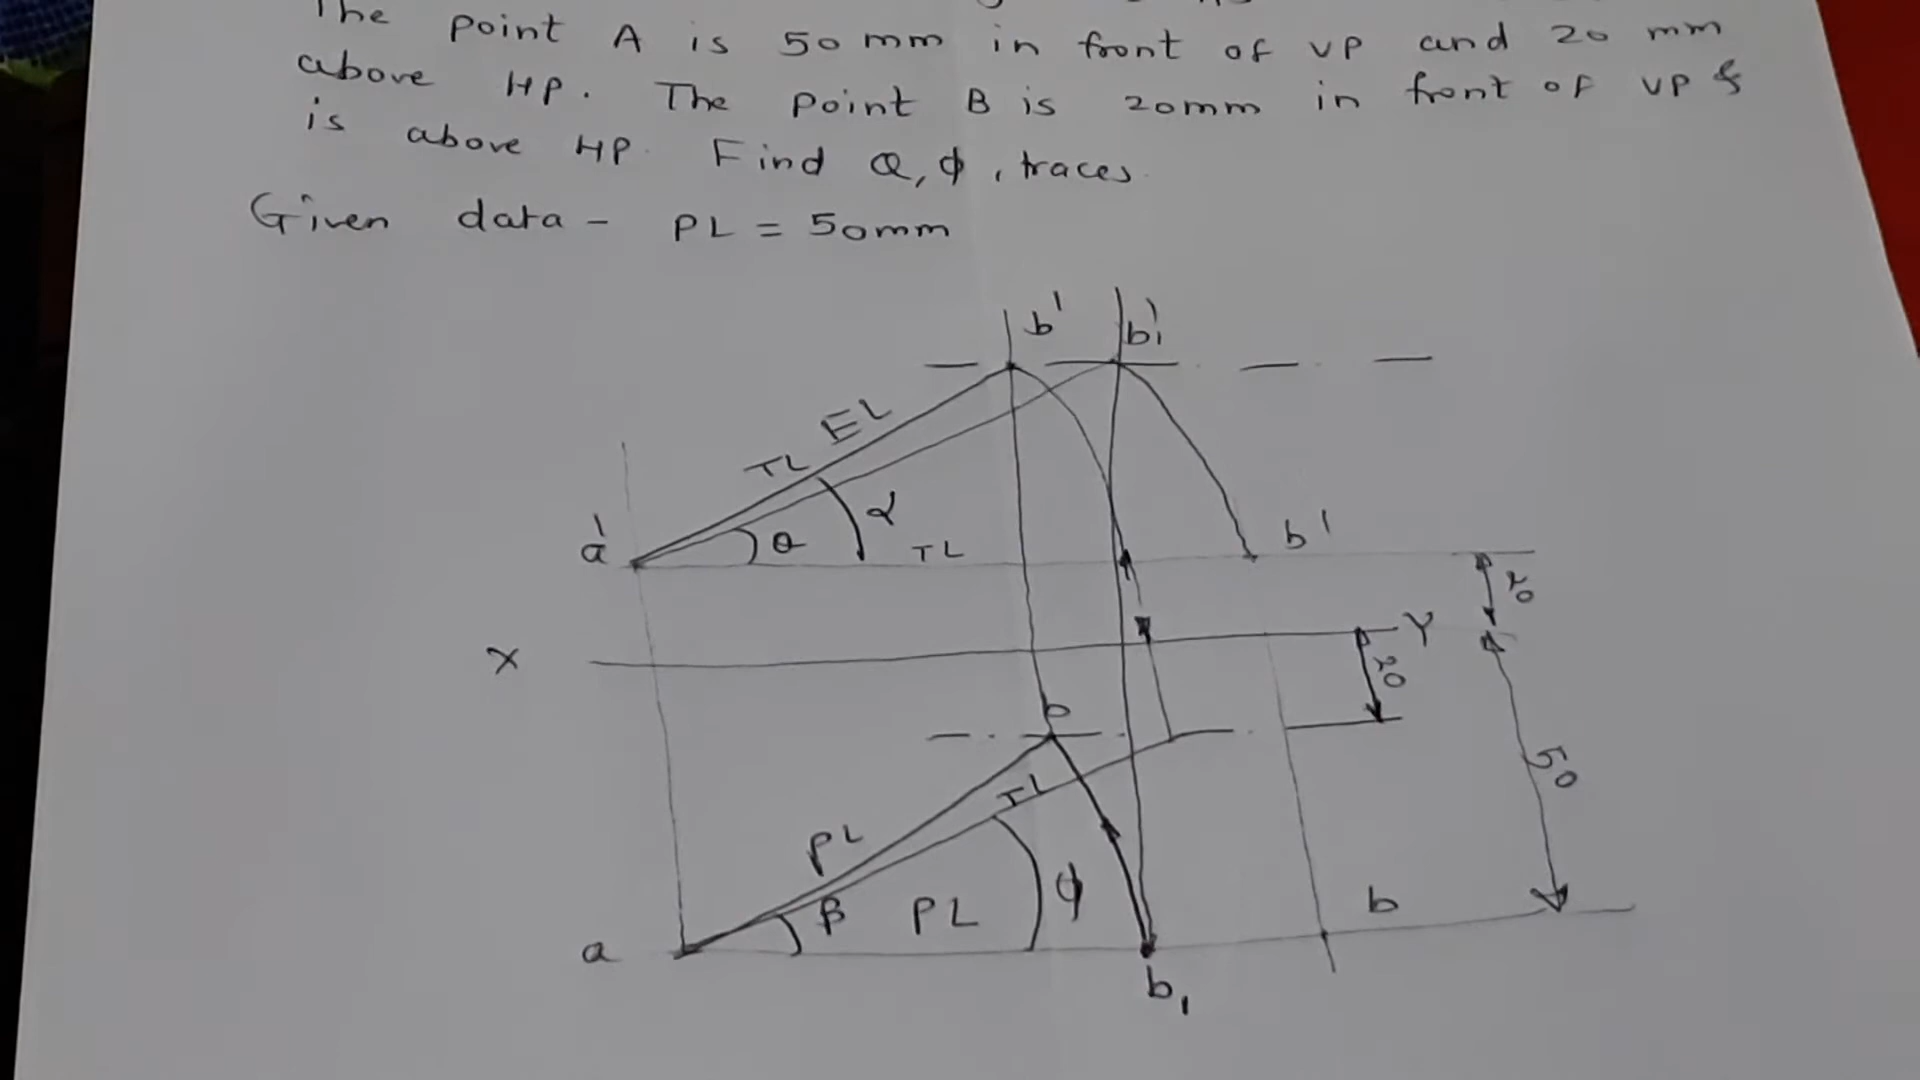 The point A is 50 mm in front of VP and 20 mm
above HP. The point B is 20mm in front of VP &
is above HP. Find θ, φ, traces.
Given data - PL = 50mm
b' b1'
EL
TL
α
a' θ TL b'
20
X Y
20
b
TL
50
PL
β PL φ b
a
b1